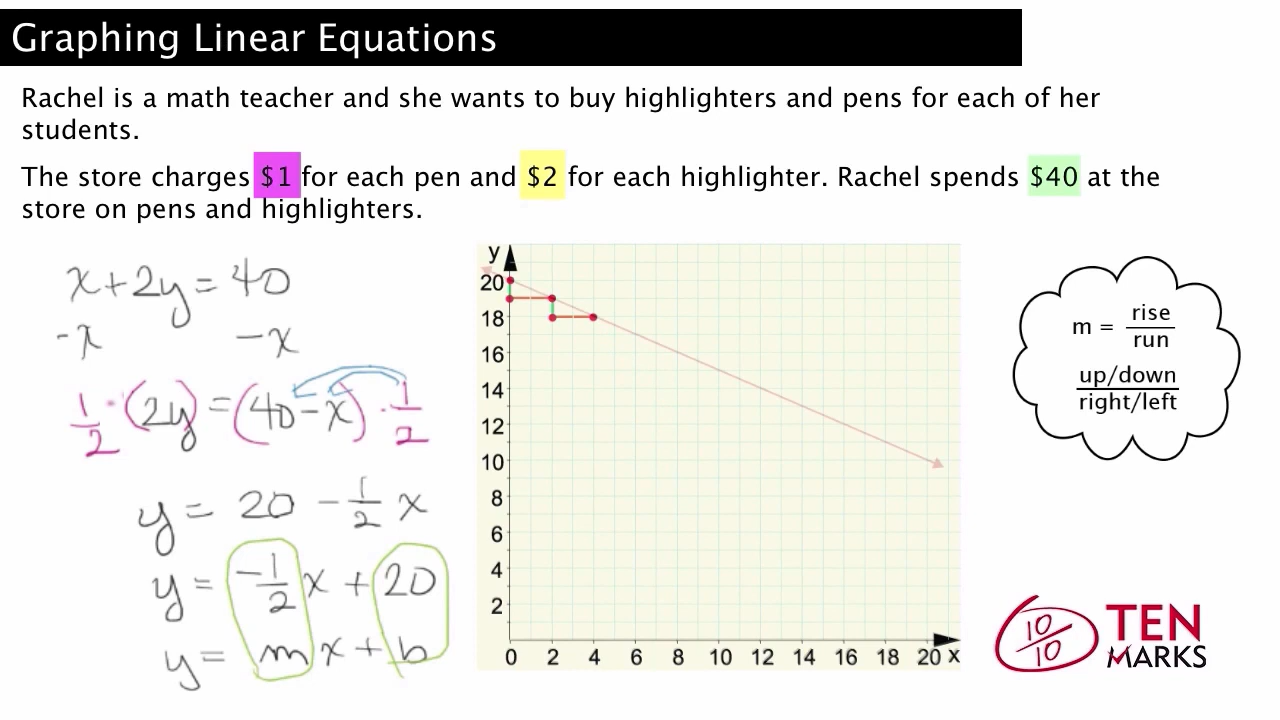 Graphing Linear Equations
Rachel is a math teacher and she wants to buy highlighters and pens for each of her
students.
The store charges $1 for each pen and $2 for each highlighter. Rachel spends $40 at the
store on pens and highlighters.
x+2y=40
-x -x
1/2·(2y)=(40-x)·1/2
y = 20 - 1/2 x
y = -1/2 x + 20
y = mx + b
y
20
18
16
14
12
10
8
6
4
2
0 2 4 6 8 10 12 14 16 18 20 x
m = rise
run
up/down
right/left
10/10
TEN
MARKS